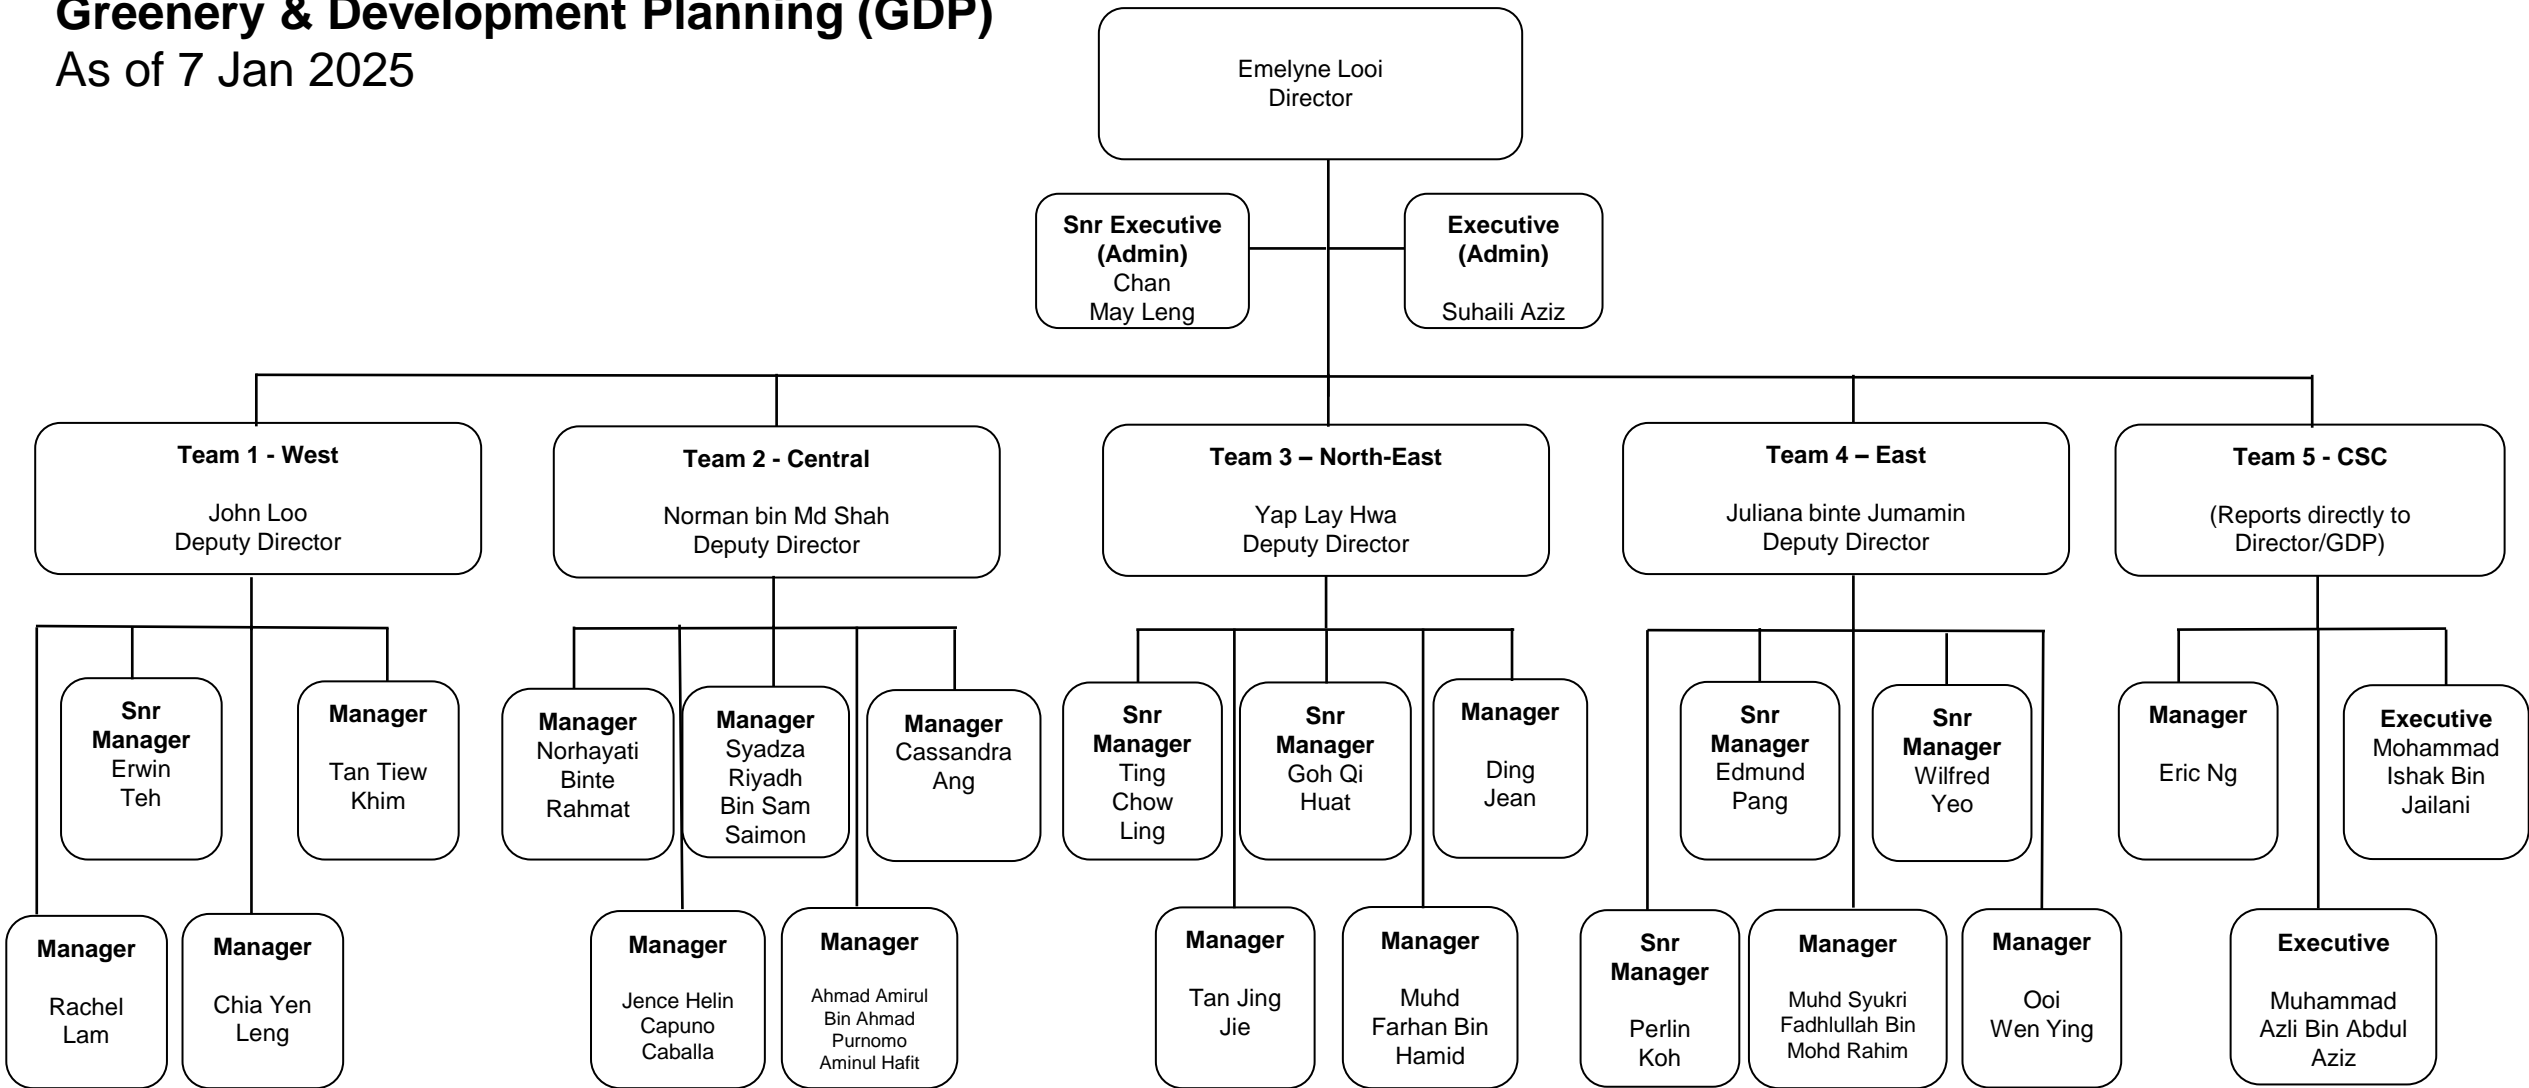 Greenery & Development Planning (GDP)
As of 7 Jan 2025
Emelyne Looi
Director
Snr Executive
(Admin)
Chan
May Leng
Executive
(Admin)
Suhaili Aziz
Team 1 - West
John Loo
Deputy Director
Team 2 - Central
Norman bin Md Shah
Deputy Director
Team 3 – North-East
Yap Lay Hwa
Deputy Director
Team 4 – East
Juliana binte Jumamin
Deputy Director
Team 5 - CSC
(Reports directly to
Director/GDP)
Snr
Manager
Erwin
Teh
Manager
Tan Tiew
Khim
Manager
Norhayati
Binte
Rahmat
Manager
Syadza
Riyadh
Bin Sam
Saimon
Manager
Cassandra
Ang
Snr
Manager
Ting
Chow
Ling
Snr
Manager
Goh Qi
Huat
Manager
Ding
Jean
Snr
Manager
Edmund
Pang
Snr
Manager
Wilfred
Yeo
Manager
Eric Ng
Executive
Mohammad
Ishak Bin
Jailani
Manager
Rachel
Lam
Manager
Chia Yen
Leng
Manager
Jence Helin
Capuno
Caballa
Manager
Ahmad Amirul
Bin Ahmad
Purnomo
Aminul Hafit
Manager
Tan Jing
Jie
Manager
Muhd
Farhan Bin
Hamid
Snr
Manager
Perlin
Koh
Manager
Muhd Syukri
Fadhlullah Bin
Mohd Rahim
Manager
Ooi
Wen Ying
Executive
Muhammad
Azli Bin Abdul
Aziz